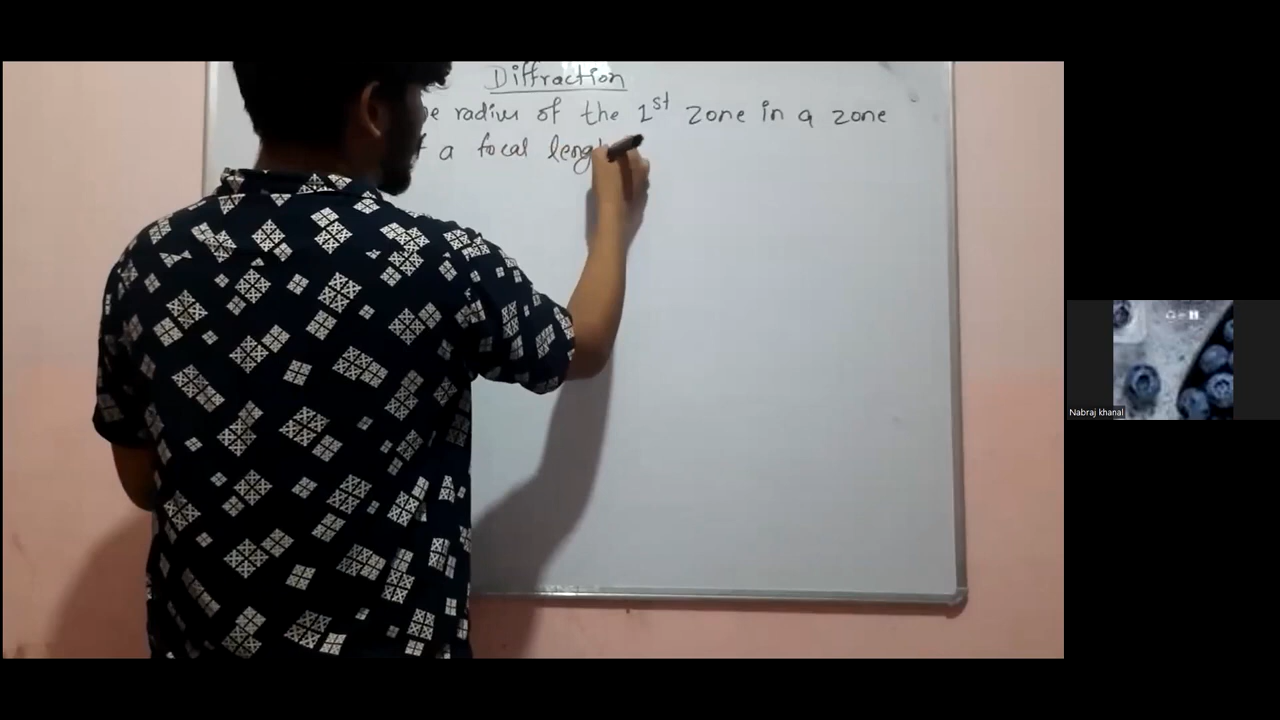 Diffraction
radius of the 1st zone in a zone
a focal
Nabraj khanal